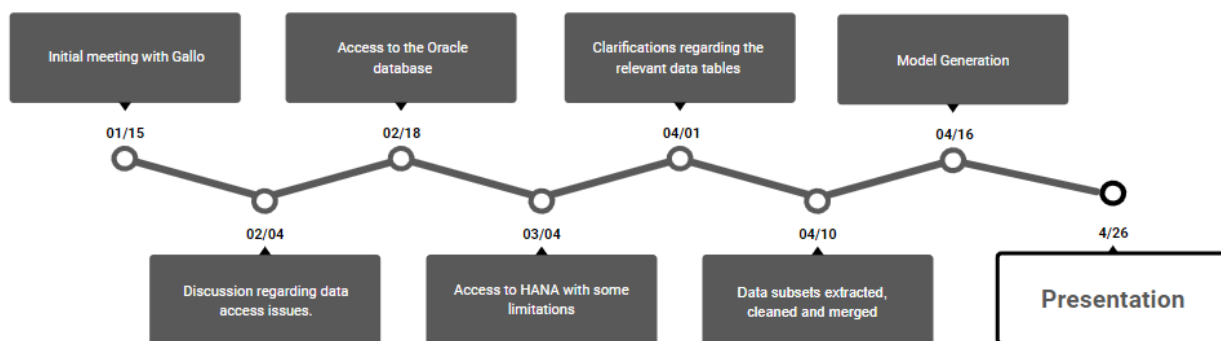 Initial meeting with Gallo
Access to the Oracle
database
Clarifications regarding the
relevant data tables
Model Generation
01/15
02/18
04/01
04/16
02/04
03/04
04/10
4/26
Discussion regarding data
access issues.
Access to HANA with some
limitations
Data subsets extracted,
cleaned and merged
Presentation